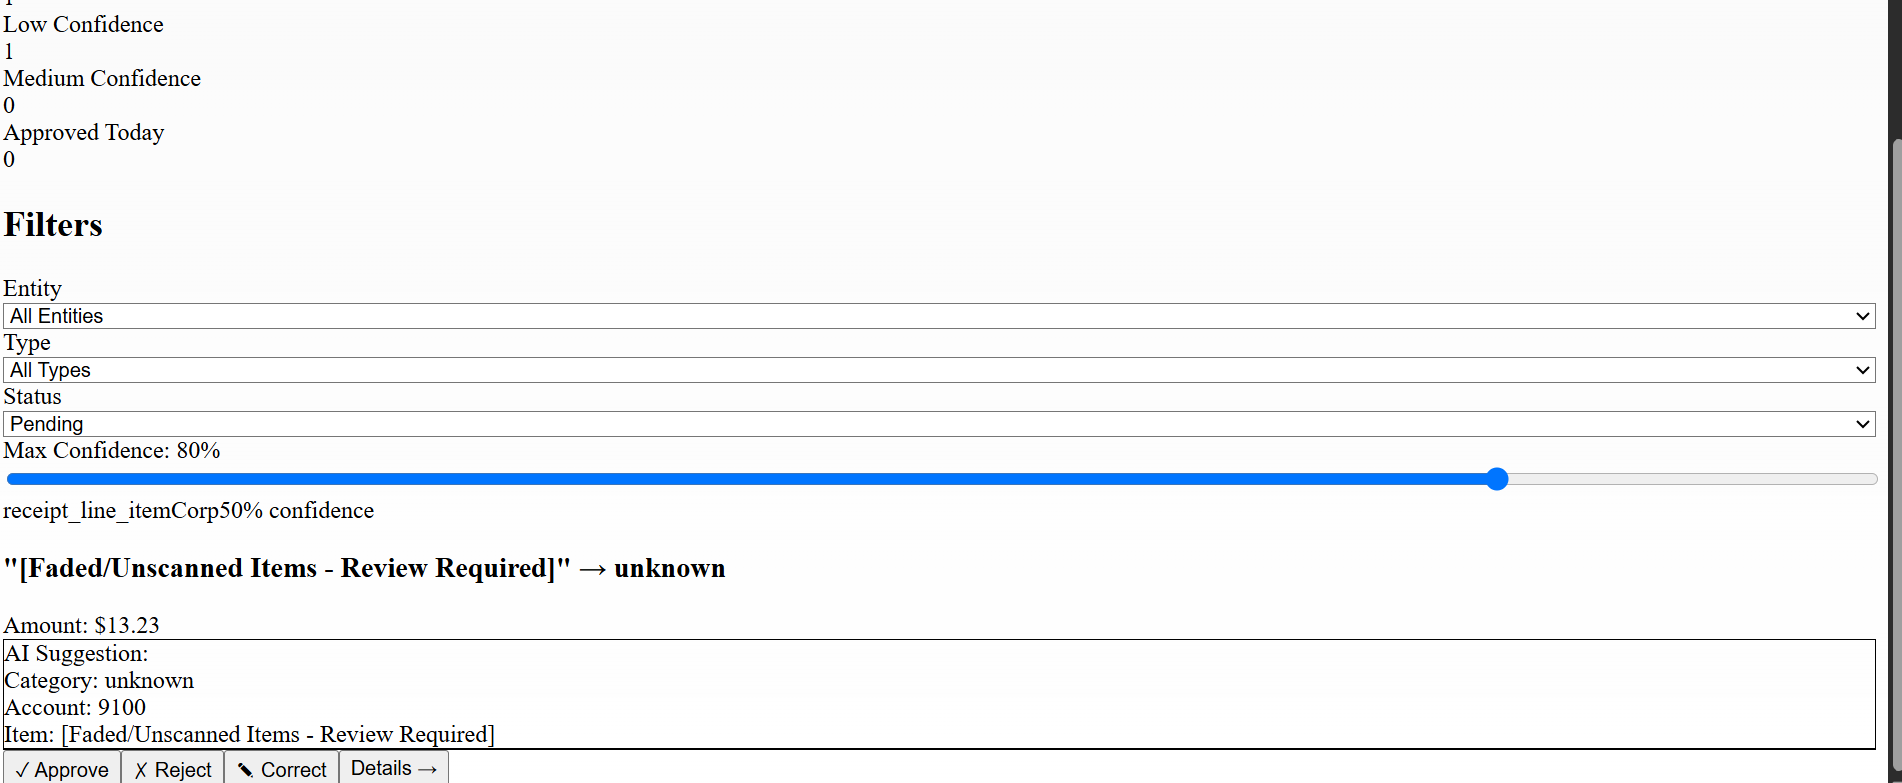 Low Confidence
1
Medium Confidence
0
Approved Today
0
Filters
Entity
All Entities
Type
All Types
Status
Pending
Max Confidence: 80%
receipt_line_itemCorp50% confidence
"[Faded/Unscanned Items - Review Required]" → unknown
Amount: $13.23
AI Suggestion:
Category: unknown
Account: 9100
Item: [Faded/Unscanned Items - Review Required]
✓ Approve ✗ Reject ✎ Correct Details →